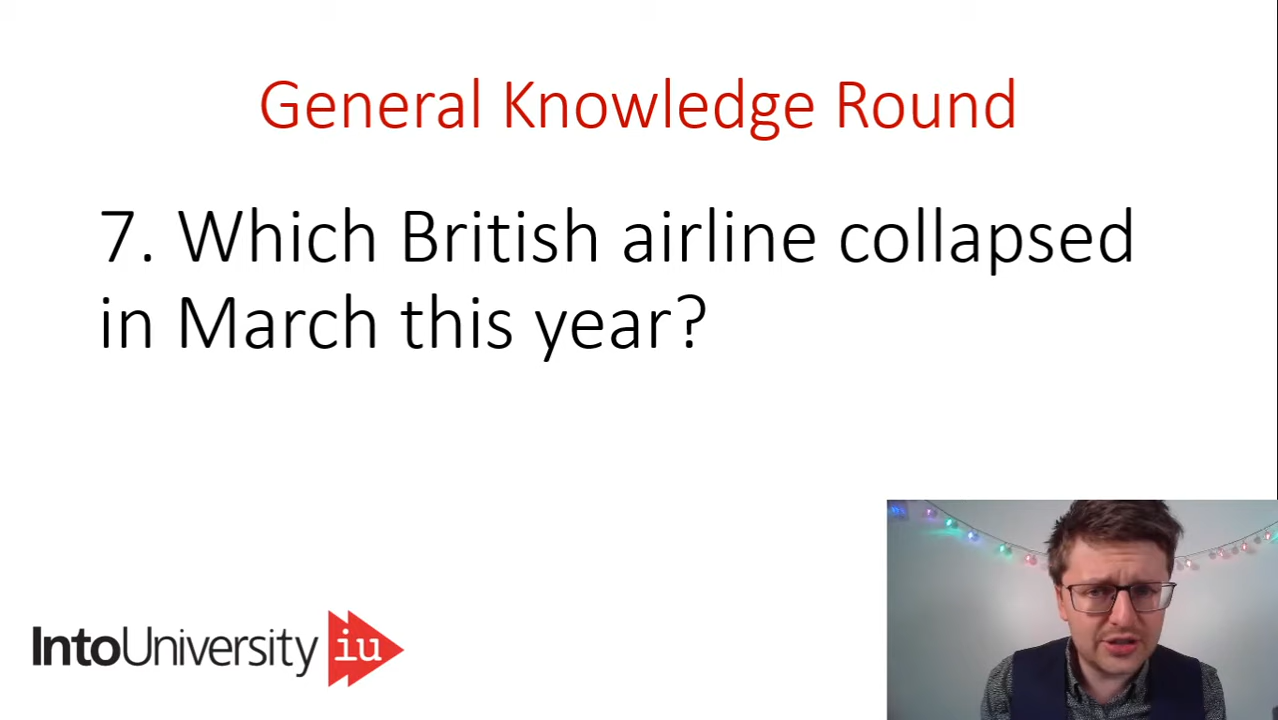 General Knowledge Round
7. Which British airline collapsed
in March this year?
IntoUniversity iu